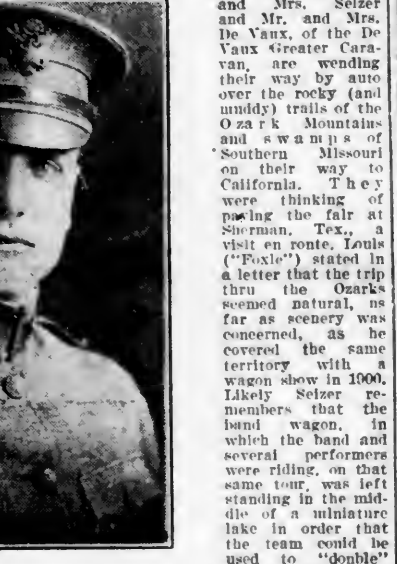 and Mrs. Seizer
and Mr. and Mrs.
De Vaux, of the De
Vaux Greater Cara-
van, are wending
their way by auto
over the rocky (and
muddy) trails of the
Ozark Mountains
and swamps of
Southern Missouri
on their way to
California. They
were thinking of
paying the fair at
Sherman, Tex., a
visit en ronte. Louis
("Foxie") stated in
a letter that the trip
thru the Ozarks
seemed natural, as
far as scenery was
concerned, as he
covered the same
territory with a
wagon show in 1900.
Likely Seizer re-
members that the
band wagon, in
which the band and
several performers
were riding, on that
same tour, was left
standing in the mid-
dle of a miniature
lake in order that
the team could be
used to "double"